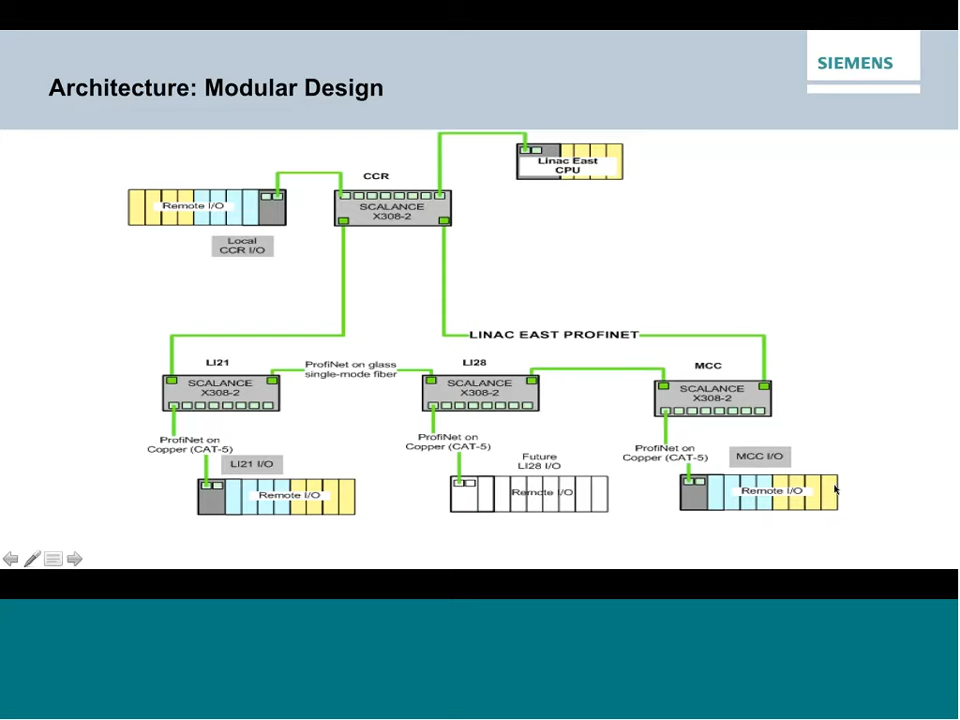 SIEMENS
Architecture: Modular Design
Linac East
CPU
CCR
Remote I/O
SCALANCE
X308-2
Local
CCR I/O
LINAC EAST PROFINET
LI21
ProfiNet on glass
single-mode fiber
LI28
MCC
SCALANCE
X308-2
SCALANCE
X308-2
SCALANCE
X308-2
ProfiNet on
Copper (CAT-5)
ProfiNet on
Copper (CAT-5)
ProfiNet on
Copper (CAT-5)
LI21 I/O
Future
LI28 I/O
MCC I/O
Remote I/O
Remote I/O
Remote I/O